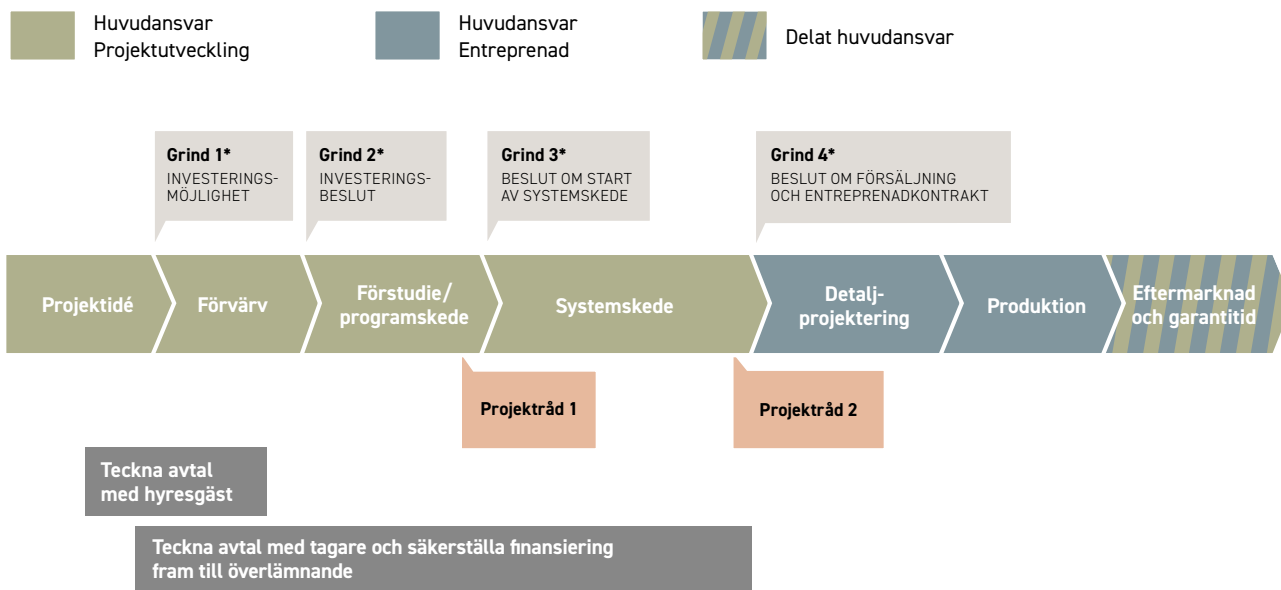 Huvudansvar
Projektutveckling
Huvudansvar
Entreprenad
Delat huvudansvar
Grind 1*
INVESTERINGS-
MÖJLIGHET
Grind 2*
INVESTERINGS-
BESLUT
Grind 3*
BESLUT OM START
AV SYSTEMSKEDE
Grind 4*
BESLUT OM FÖRSÄLJNING
OCH ENTREPRENADKONTRAKT
Projektidé
Förvärv
Förstudie/
programskede
Systemskede
Detalj-
projektering
Produktion
Eftermarknad
och garantitid
Projektråd 1
Projektråd 2
Teckna avtal
med hyresgäst
Teckna avtal med tagare och säkerställa finansiering
fram till överlämnande